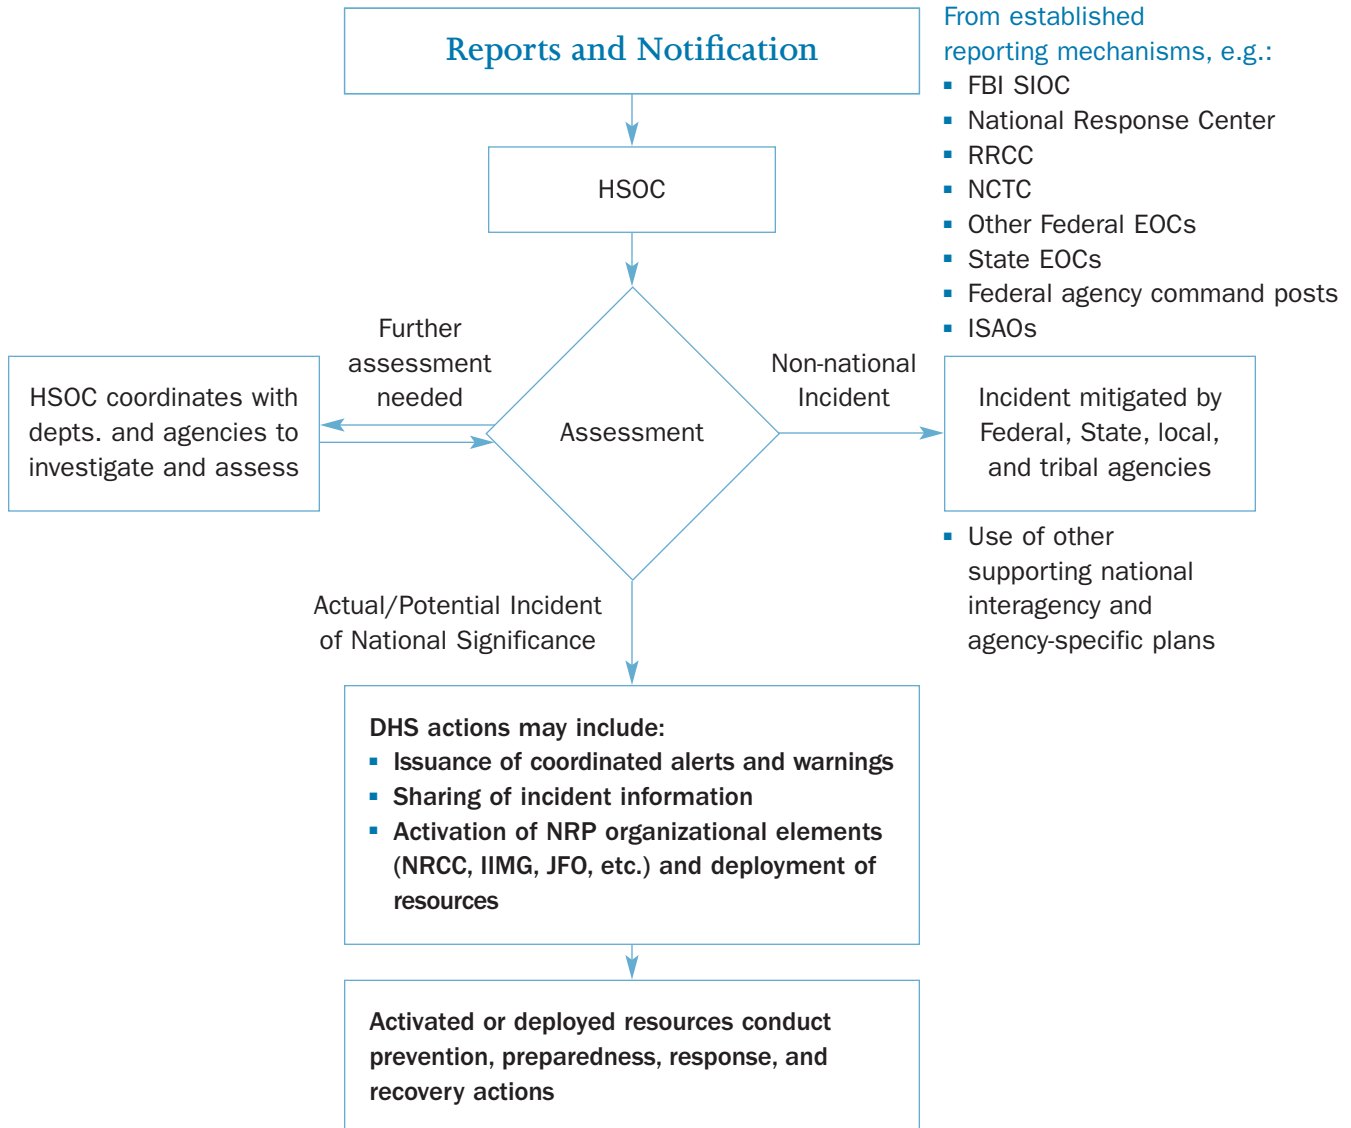 Reports and Notification
From established
reporting mechanisms, e.g.:
▪ FBI SIOC
▪ National Response Center
▪ RRCC
▪ NCTC
▪ Other Federal EOCs
▪ State EOCs
▪ Federal agency command posts
▪ ISAOs
HSOC
Further
assessment
needed
Non-national
Incident
HSOC coordinates with
depts. and agencies to
investigate and assess
Assessment
Incident mitigated by
Federal, State, local,
and tribal agencies
▪ Use of other
supporting national
interagency and
agency-specific plans
Actual/Potential Incident
of National Significance
DHS actions may include:
▪ Issuance of coordinated alerts and warnings
▪ Sharing of incident information
▪ Activation of NRP organizational elements
(NRCC, IIMG, JFO, etc.) and deployment of
resources
Activated or deployed resources conduct
prevention, preparedness, response, and
recovery actions